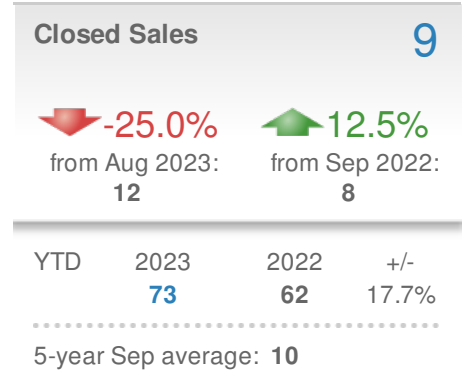 Closed Sales 9
-25.0% 12.5%
from Aug 2023: from Sep 2022:
12 8
YTD 2023 2022 +/-
73 62 17.7%
5-year Sep average: 10